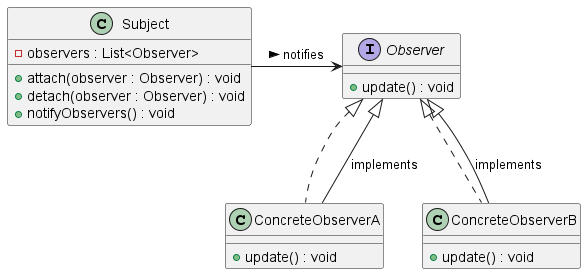 C Subject
observers : List<Observer>
attach(observer : Observer) : void
detach(observer : Observer) : void
notifyObservers() : void
notifies
I Observer
update() : void
implements
implements
C ConcreteObserverA
update() : void
C ConcreteObserverB
update() : void